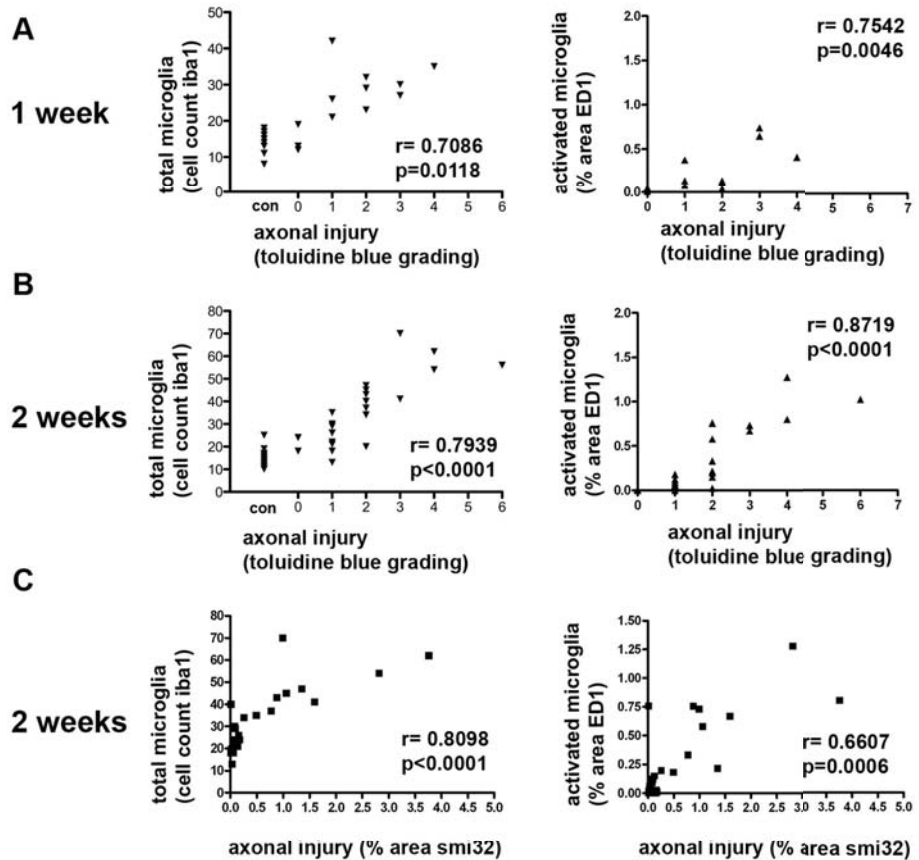 A
1 week
total microglia
(cell count iba1)
50
40
30
20
10
0
r= 0.7086
p=0.0118
con 0 1 2 3 4 5 6
axonal injury
(toluidine blue grading)
activated microglia
(% area ED1)
2.0
1.5
1.0
0.5
0.0
r= 0.7542
p=0.0046
0 1 2 3 4 5 6 7
axonal injury
(toluidine blue grading)
B
2 weeks
total microglia
(cell count iba1)
80
70
60
50
40
30
20
10
0
r= 0.7939
p<0.0001
con 0 1 2 3 4 5 6
axonal injury
(toluidine blue grading)
activated microglia
(% area ED1)
2.0
1.5
1.0
0.5
0.0
r= 0.8719
p<0.0001
0 1 2 3 4 5 6 7
axonal injury
(toluidine blue grading)
C
2 weeks
total microglia
(cell count iba1)
80
70
60
50
40
30
20
10
0
r= 0.8098
p<0.0001
0.0 0.5 1.0 1.5 2.0 2.5 3.0 3.5 4.0 4.5 5.0
axonal injury (% area smi32)
activated microglia
(% area ED1)
1.50
1.25
1.00
0.75
0.50
0.25
0.00
r= 0.6607
p=0.0006
0.0 0.5 1.0 1.5 2.0 2.5 3.0 3.5 4.0 4.5 5.0
axonal injury (% area smi32)